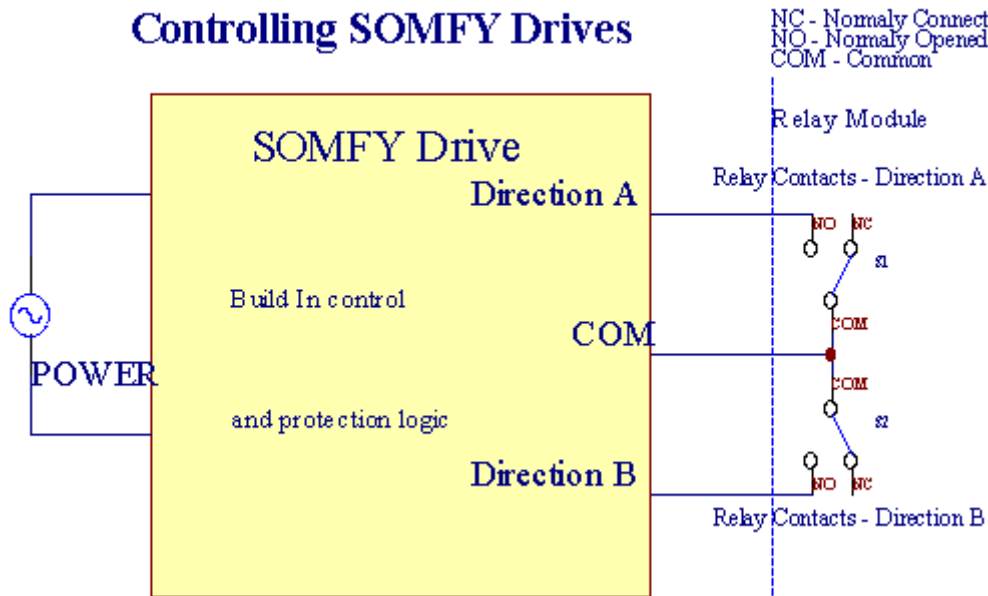 Controlling SOMFY Drives
NC - Normaly Connect
NO - Normaly Opened
COM - Common
Relay Module
SOMFY Drive
Relay Contacts - Direction A
Direction A
NO
NC
S1
Build In control
COM
COM
POWER
COM
and protection logic
S2
Direction B
NO
NC
Relay Contacts - Direction B